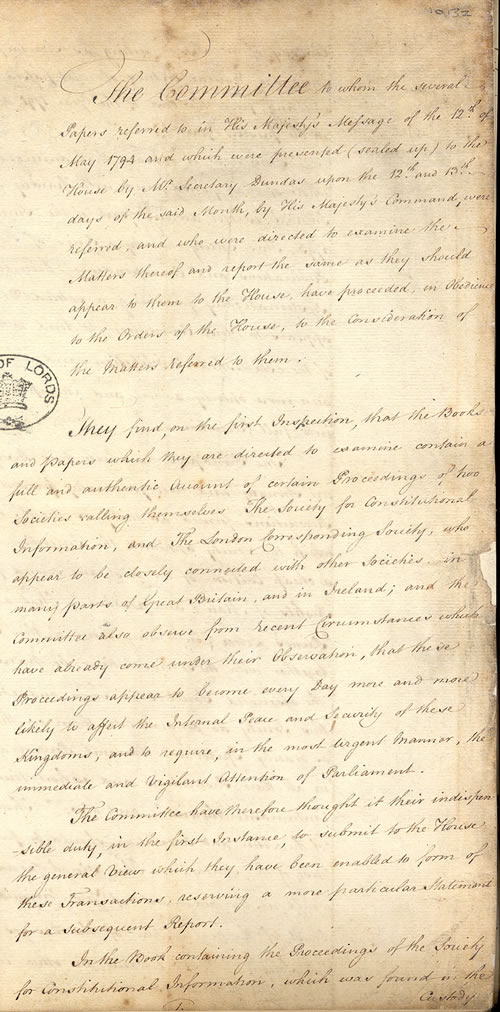 The Committee to whom the several
Papers referred to in His Majesty's Message of the 12th of
May 1794 and which were presented (sealed up) to the
House by Mr. Secretary Dundas upon the 12th and 13th
days of the said Month, by His Majesty's Command, were
referred, and who were directed to examine the
Matters thereof and report the same as they should
appear to them to the House, have proceeded, in Obedience
to the Orders of the House, to the Consideration of
the Matters referred to them.
OF LORDS
They find, on the first Inspection, that the Books
and Papers which they are directed to examine contain a
full and authentic Account of certain Proceedings of two
Societies calling themselves The Society for Constitutional
Information, and The London Corresponding Society, who
appear to be closely connected with other Societies in
many parts of Great Britain, and in Ireland; and the
Committee also observe from recent Circumstances which
have already come under their Observation, that these
Proceedings appear to become every Day more and more
likely to affect the Internal Peace and Security of these
Kingdoms, and to require, in the most urgent Manner, the
immediate and Vigilant Attention of Parliament.
The Committee have therefore thought it their indispen
-sible duty, in the first Instance, to submit to the House
the general View which they have been enabled to form of
these Transactions, reserving a more particular Statement
for a subsequent Report.
In the Book containing the Proceedings of the Society
for Constitutional Information, which was found in the
Custody